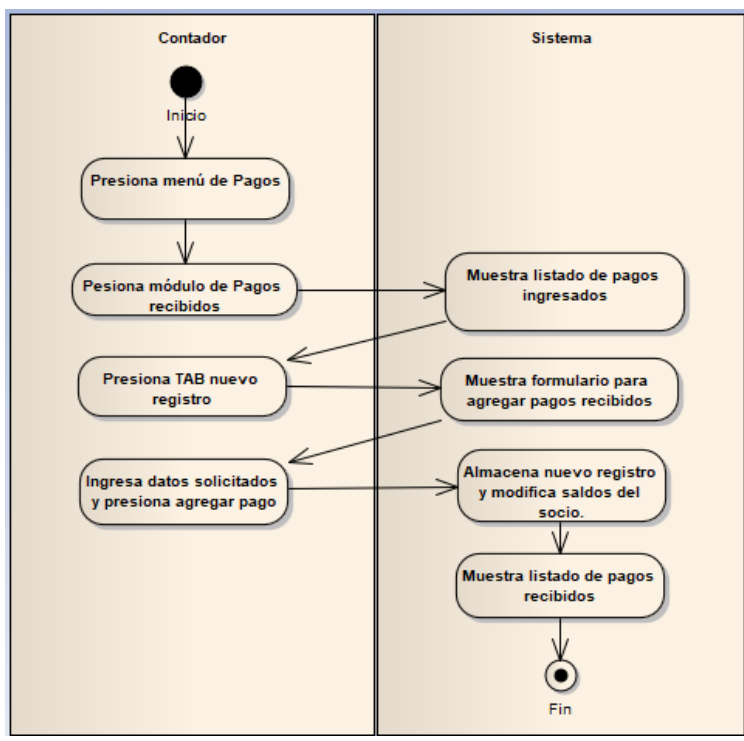 Contador
Sistema
Inicio
Presiona menú de Pagos
Pesiona módulo de Pagos
recibidos
Muestra listado de pagos
ingresados
Presiona TAB nuevo
registro
Muestra formulario para
agregar pagos recibidos
Ingresa datos solicitados
y presiona agregar pago
Almacena nuevo registro
y modifica saldos del
socio.
Muestra listado de pagos
recibidos
Fin